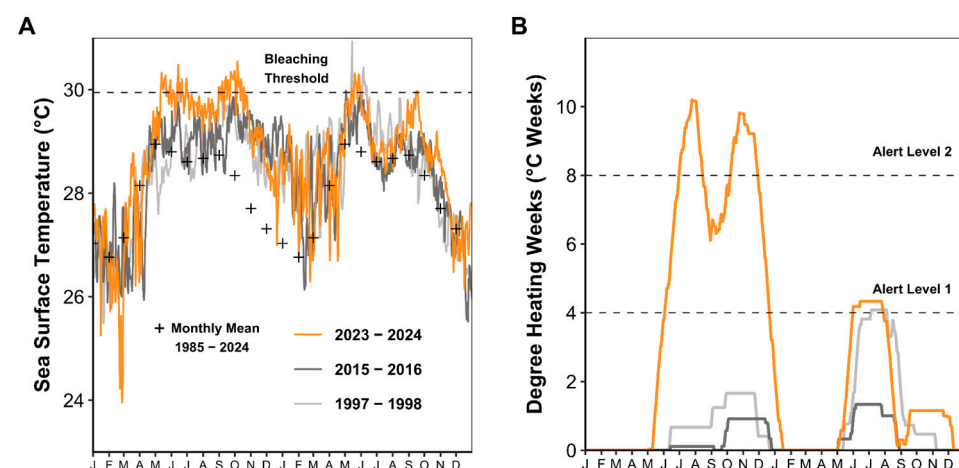 A
B
Sea Surface Temperature (°C)
30
28
26
24
Bleaching
Threshold
+ Monthly Mean
1985 – 2024
2023 – 2024
2015 – 2016
1997 – 1998
J F M A M J J A S O N D J F M A M J J A S O N D
Degree Heating Weeks (°C Weeks)
10
8
6
4
2
0
Alert Level 2
Alert Level 1
J F M A M J J A S O N D J F M A M J J A S O N D